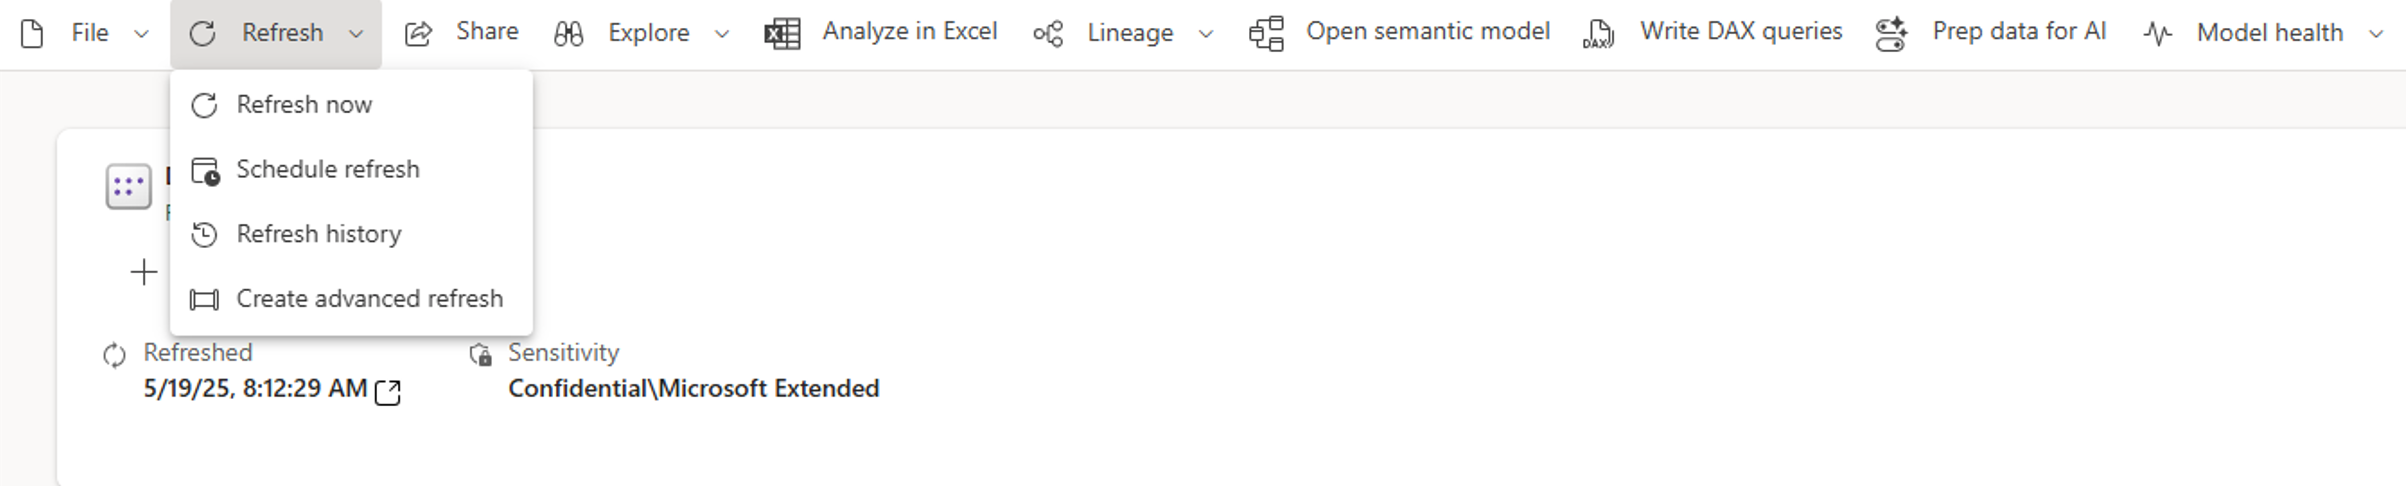 File Refresh Share Explore Analyze in Excel Lineage Open semantic model DAX Write DAX queries Prep data for AI Model health
Refresh now
Schedule refresh
Refresh history
Create advanced refresh
Refreshed Sensitivity
5/19/25, 8:12:29 AM Confidential\Microsoft Extended